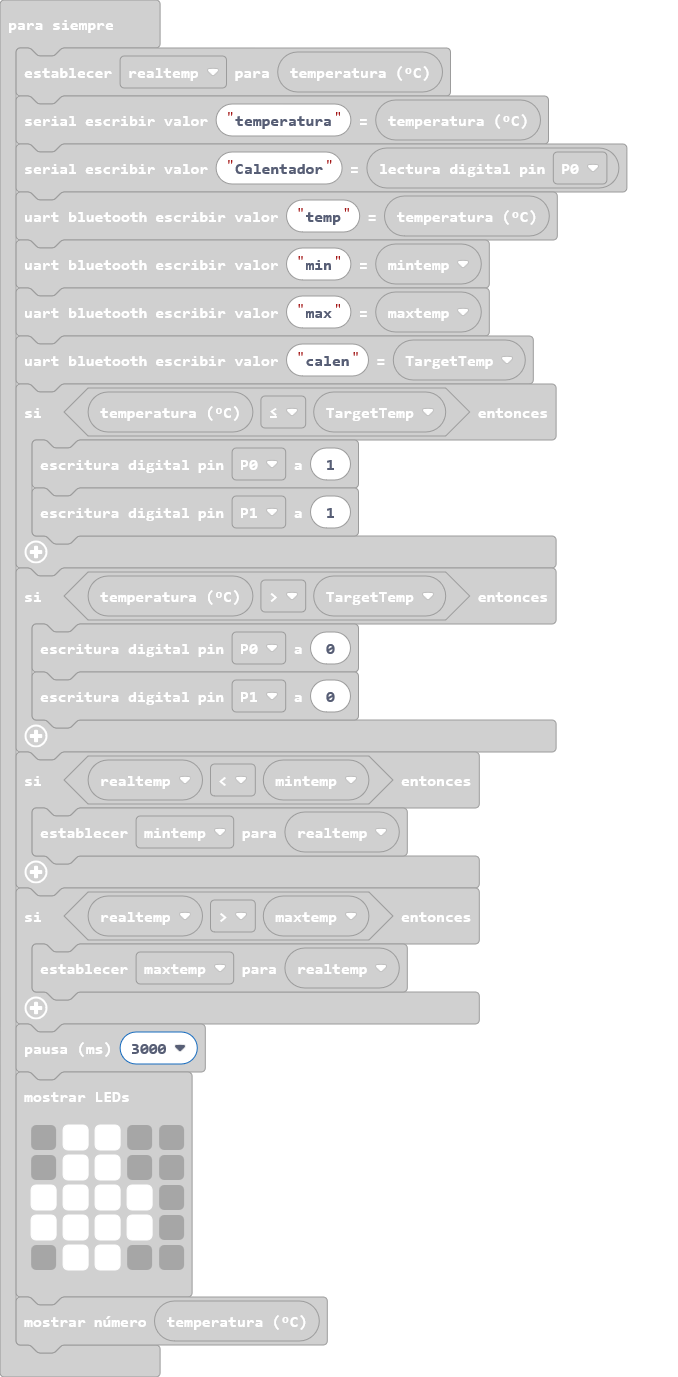 para siempre
establecer realtemp para temperatura (ºC)
serial escribir valor "temperatura" = temperatura (ºC)
serial escribir valor "Calentador" = lectura digital pin P0
uart bluetooth escribir valor "temp" = temperatura (ºC)
uart bluetooth escribir valor "min" = mintemp
uart bluetooth escribir valor "max" = maxtemp
uart bluetooth escribir valor "calen" = TargetTemp
si temperatura (ºC) ≤ TargetTemp entonces
escritura digital pin P0 a 1
escritura digital pin P1 a 1
si temperatura (ºC) > TargetTemp entonces
escritura digital pin P0 a 0
escritura digital pin P1 a 0
si realtemp < mintemp entonces
establecer mintemp para realtemp
si realtemp > maxtemp entonces
establecer maxtemp para realtemp
pausa (ms) 3000
mostrar LEDs
mostrar número temperatura (ºC)